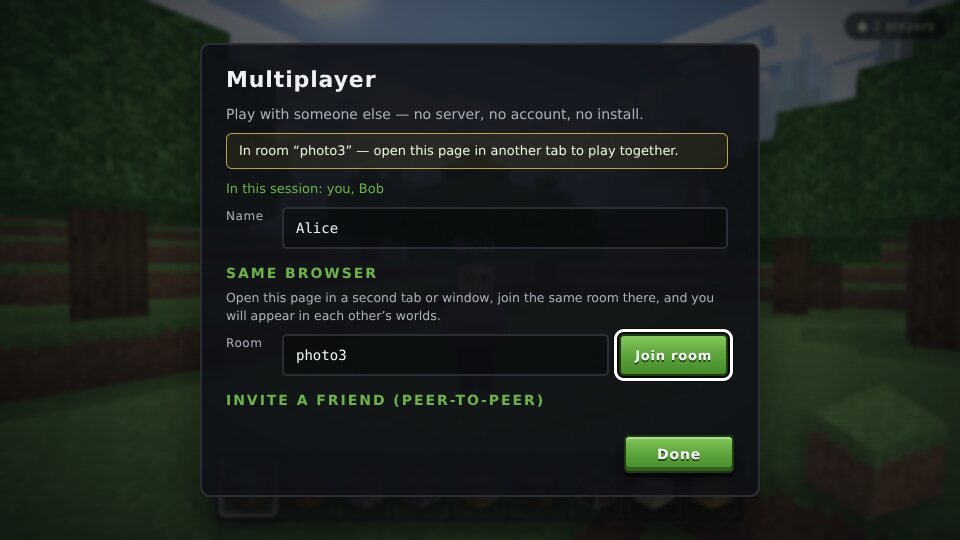 2 players
Multiplayer
Play with someone else — no server, no account, no install.
In room “photo3” — open this page in another tab to play together.
In this session: you, Bob
Name
Alice
SAME BROWSER
Open this page in a second tab or window, join the same room there, and you
will appear in each other’s worlds.
Room
photo3
Join room
INVITE A FRIEND (PEER-TO-PEER)
Done